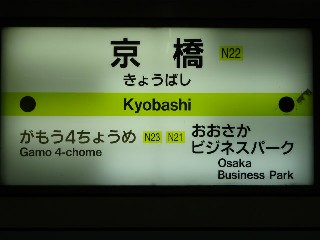 京橋 N22
きょうばし
Kyobashi
がもう4ちょうめ N23
Gamo 4-chome
N21 おおさか
ビジネスパーク
Osaka
Business Park